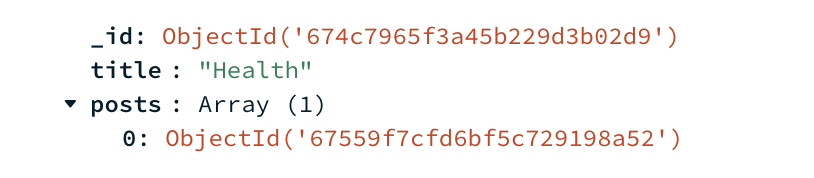 _id: ObjectId('674c7965f3a45b229d3b02d9')
title : "Health"
posts : Array (1)
0: ObjectId('67559f7cfd6bf5c729198a52')